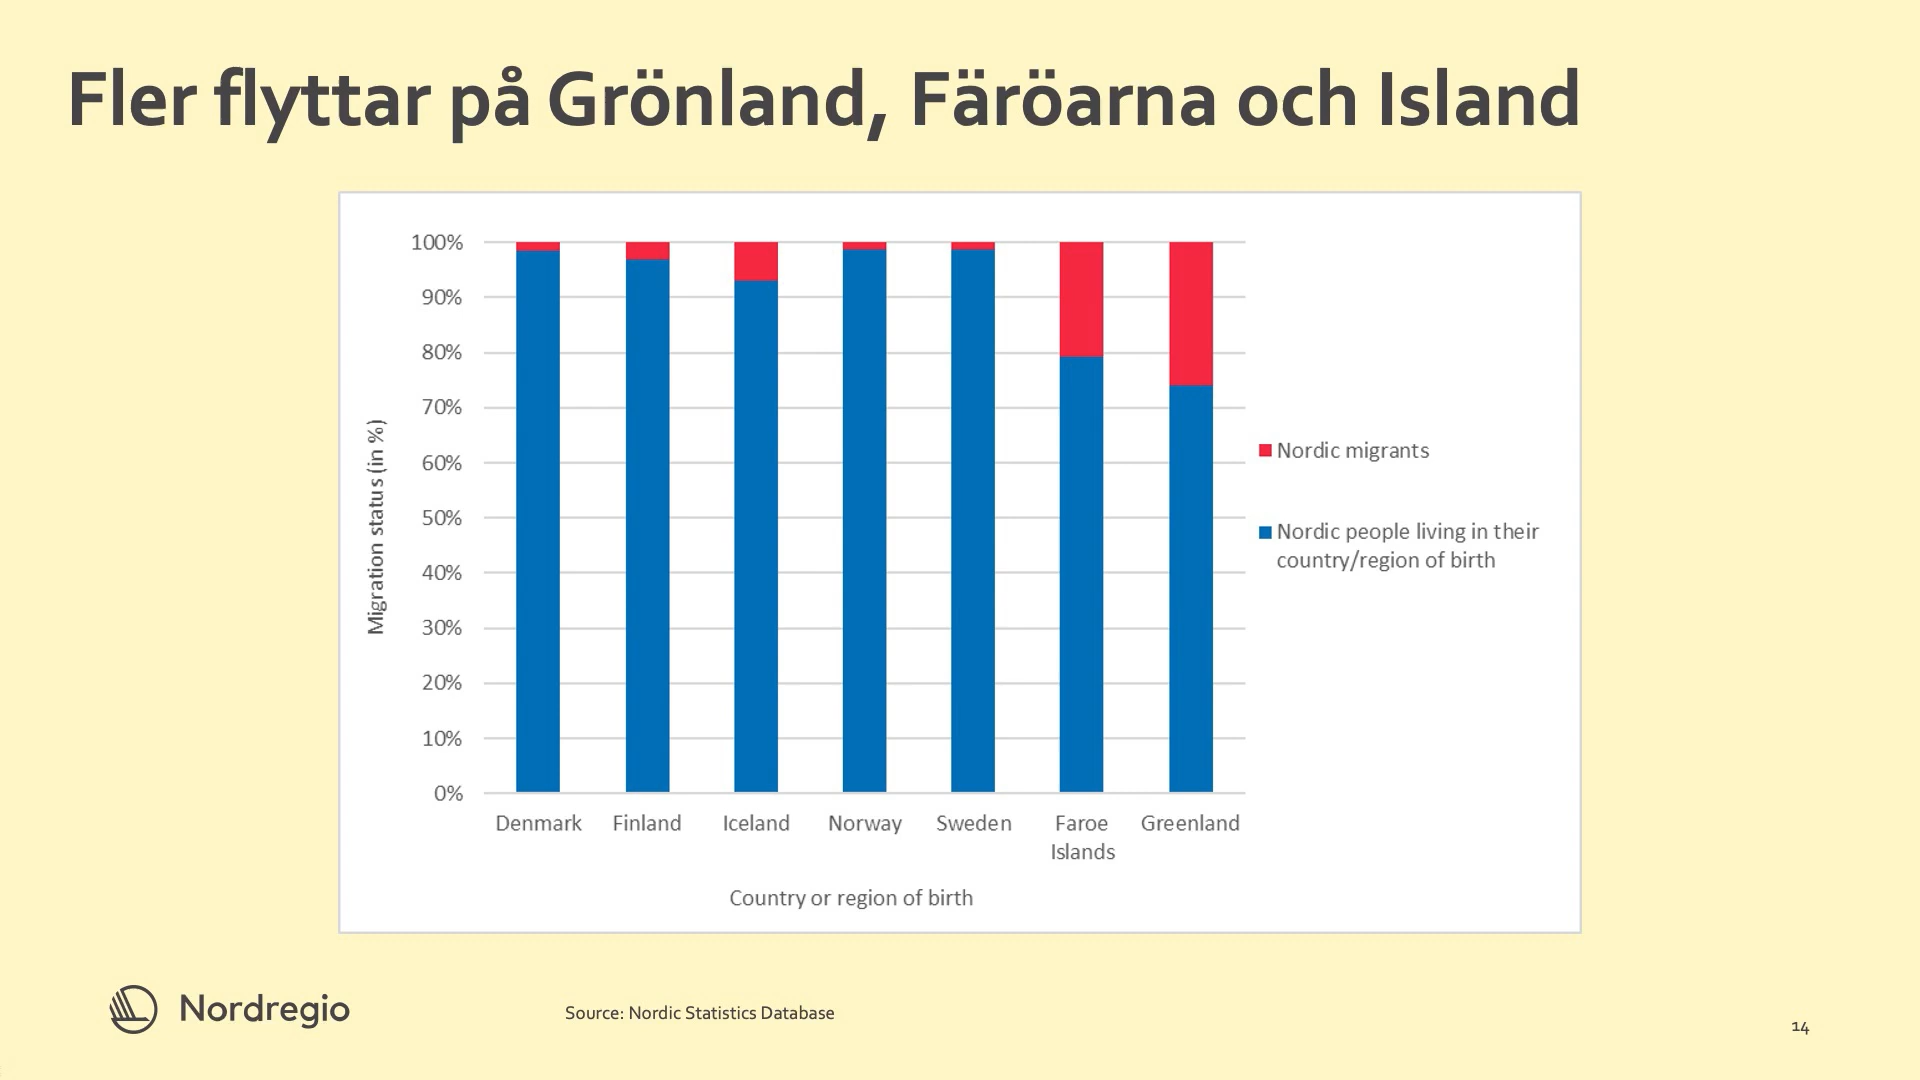 Fler flyttar på Grönland, Färöarna och Island
100%
90%
80%
70%
60%
50%
40%
30%
20%
10%
0%
Migration status (in %)
Denmark
Finland
Iceland
Norway
Sweden
Faroe
Islands
Greenland
Country or region of birth
Nordic migrants
Nordic people living in their
country/region of birth
Nordregio
Source: Nordic Statistics Database
14